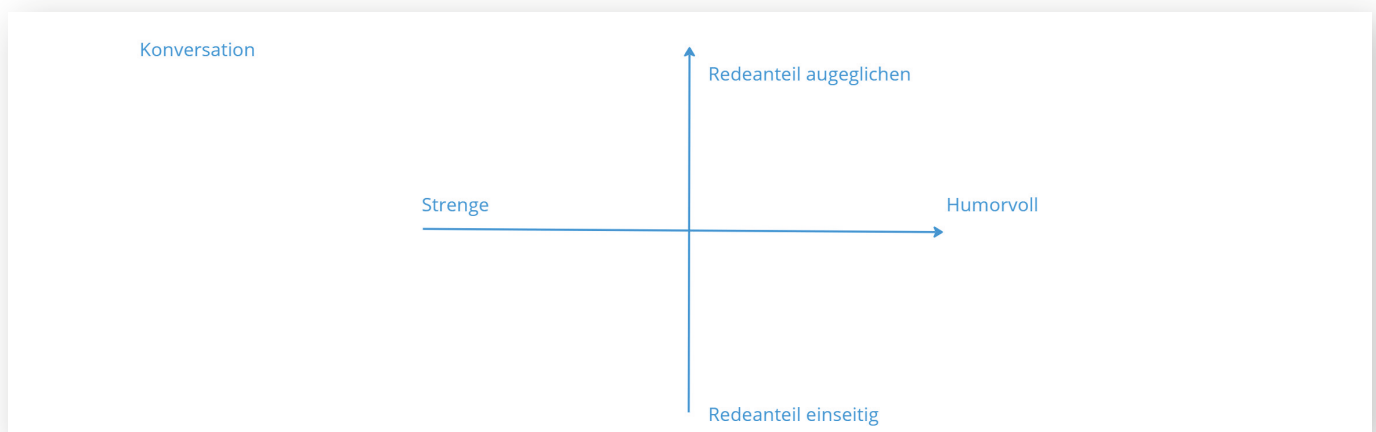 Konversation
Redeanteil augeglichen
Strenge
Humorvoll
Redeanteil einseitig